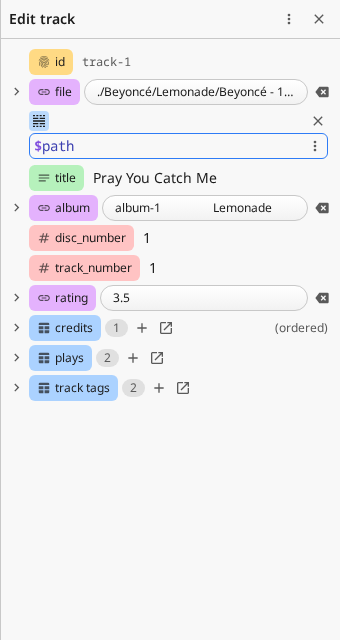 Edit track
id track-1
file ./Beyoncé/Lemonade/Beyoncé - 1...
$path
title Pray You Catch Me
album album-1 Lemonade
# disc_number 1
# track_number 1
rating 3.5
credits 1 + (ordered)
plays 2 +
track tags 2 +